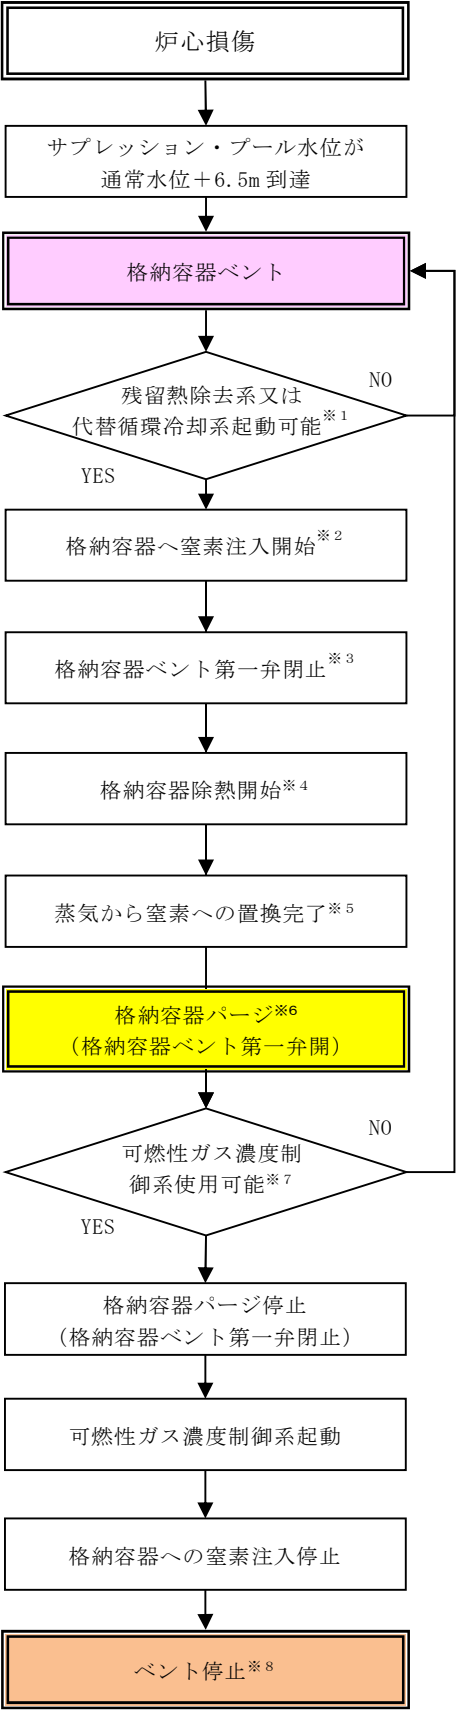 炉心損傷
サプレッション・プール水位が
通常水位＋6.5m 到達
格納容器ベント
残留熱除去系又は
代替循環冷却系起動可能※1
NO
YES
格納容器へ窒素注入開始※2
格納容器ベント第一弁閉止※3
格納容器除熱開始※4
蒸気から窒素への置換完了※5
格納容器パージ※6
（格納容器ベント第一弁開）
NO
可燃性ガス濃度制
御系使用可能※7
YES
格納容器パージ停止
（格納容器ベント第一弁閉止）
可燃性ガス濃度制御系起動
格納容器への窒素注入停止
ベント停止※8